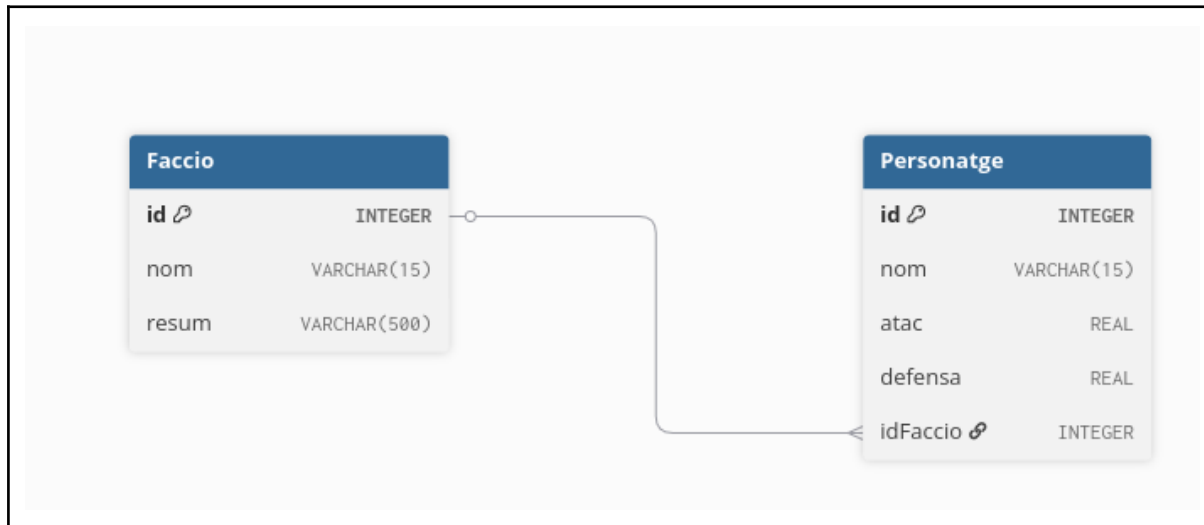 Faccio
id INTEGER
nom VARCHAR(15)
resum VARCHAR(500)
Personatge
id INTEGER
nom VARCHAR(15)
atac REAL
defensa REAL
idFaccio INTEGER